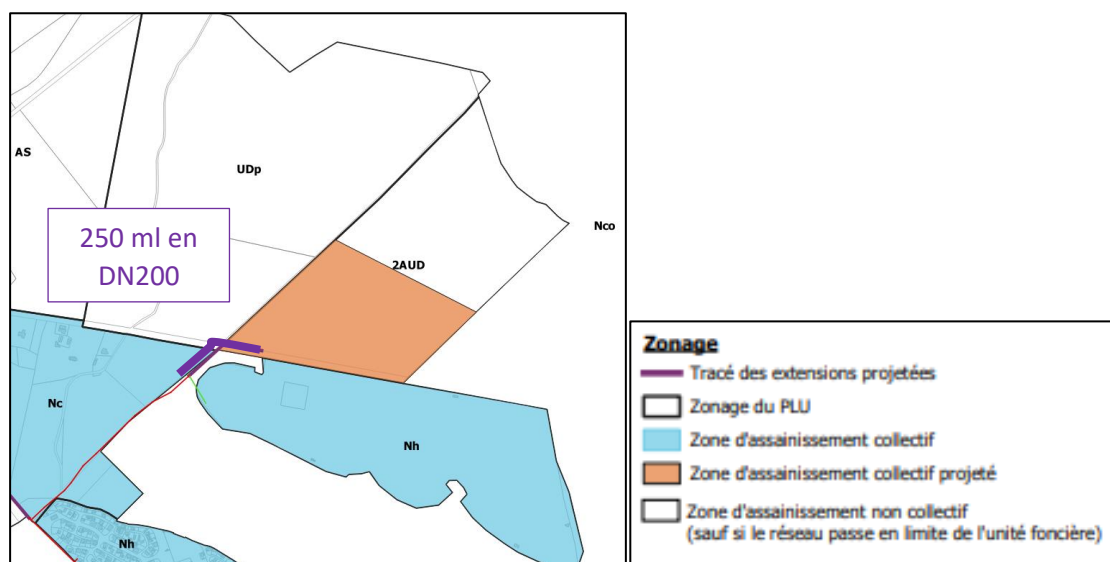 AS
UDp
250 ml en
DN200
Nco
2AUD
Nc
Nh
Nh
Zonage
Tracé des extensions projetées
Zonage du PLU
Zone d'assainissement collectif
Zone d'assainissement collectif projeté
Zone d'assainissement non collectif
(sauf si le réseau passe en limite de l'unité foncière)